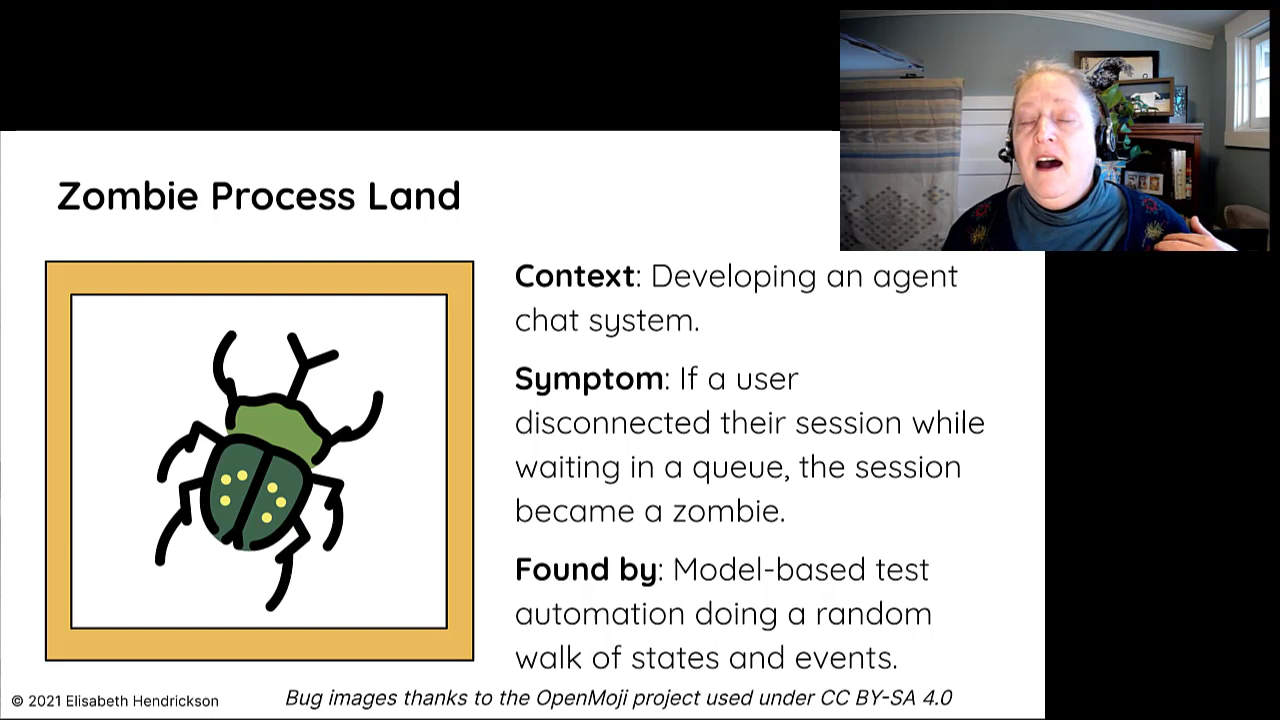 Zombie Process Land
Context: Developing an agent
chat system.
Symptom: If a user
disconnected their session while
waiting in a queue, the session
became a zombie.
Found by: Model-based test
automation doing a random
walk of states and events.
© 2021 Elisabeth Hendrickson
Bug images thanks to the OpenMoji project used under CC BY-SA 4.0